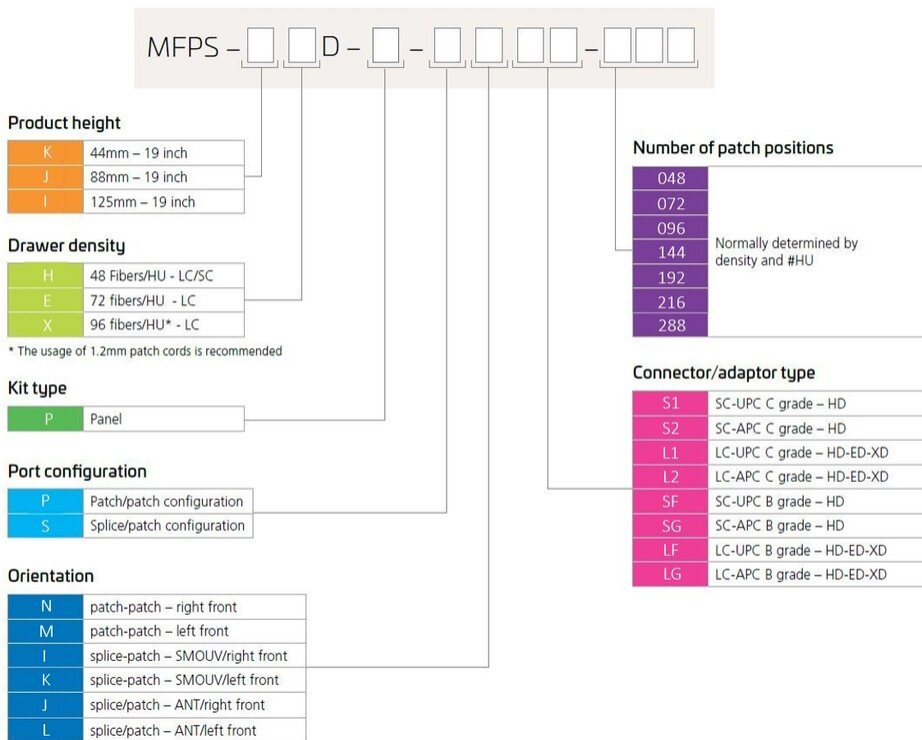 MFPS – D – – –
Product height
K 44mm – 19 inch
J 88mm – 19 inch
I 125mm – 19 inch
Drawer density
H 48 Fibers/HU - LC/SC
E 72 fibers/HU - LC
X 96 fibers/HU* - LC
* The usage of 1.2mm patch cords is recommended
Kit type
P Panel
Port configuration
P Patch/patch configuration
S Splice/patch configuration
Orientation
N patch-patch – right front
M patch-patch – left front
I splice-patch – SMOUV/right front
K splice-patch – SMOUV/left front
J splice/patch – ANT/right front
L splice/patch – ANT/left front
Number of patch positions
048
072
096
144
192
216
288
Normally determined by
density and #HU
Connector/adaptor type
S1 SC-UPC C grade – HD
S2 SC-APC C grade – HD
L1 LC-UPC C grade – HD-ED-XD
L2 LC-APC C grade – HD-ED-XD
SF SC-UPC B grade – HD
SG SC-APC B grade – HD
LF LC-UPC B grade – HD-ED-XD
LG LC-APC B grade – HD-ED-XD